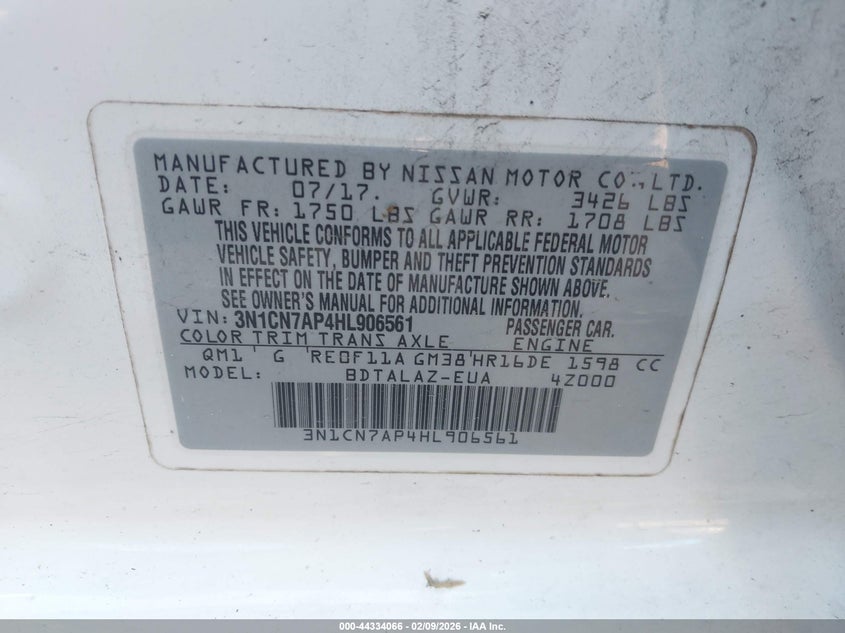 MANUFACTURED BY NISSAN MOTOR CO., LTD.
DATE: 07/17. GVWR: 3426 LBS
GAWR FR: 1750 LBS GAWR RR: 1708 LBS
THIS VEHICLE CONFORMS TO ALL APPLICABLE FEDERAL MOTOR
VEHICLE SAFETY, BUMPER AND THEFT PREVENTION STANDARDS
IN EFFECT ON THE DATE OF MANUFACTURE SHOWN ABOVE.
SEE OWNER'S MANUAL FOR ADDITIONAL INFORMATION.
VIN: 3N1CN7AP4HL906561 PASSENGER CAR.
COLOR TRIM TRANS AXLE ENGINE
QM1 ' G ' RE0F11A GM38 ' HR16DE 1598 CC
MODEL: BDTALAZ-EUA 4Z000
3N1CN7AP4HL906561
000-44334066 - 02/09/2026 - IAA Inc.